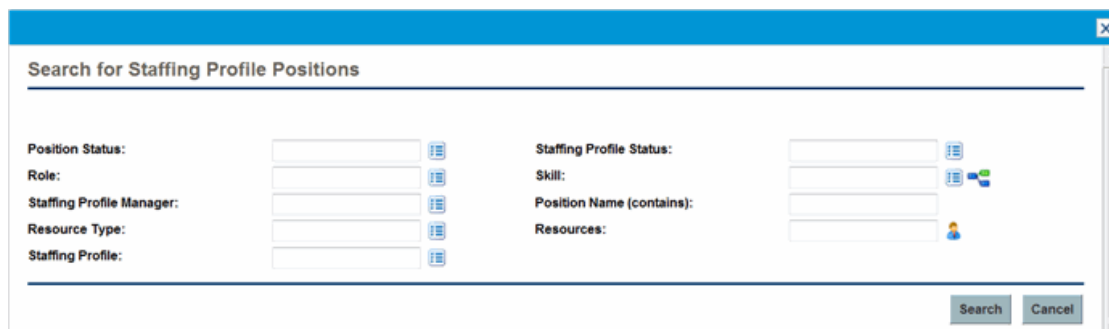 Search for Staffing Profile Positions
Position Status: Staffing Profile Status:
Role: Skill:
Staffing Profile Manager: Position Name (contains):
Resource Type: Resources:
Staffing Profile:
Search Cancel